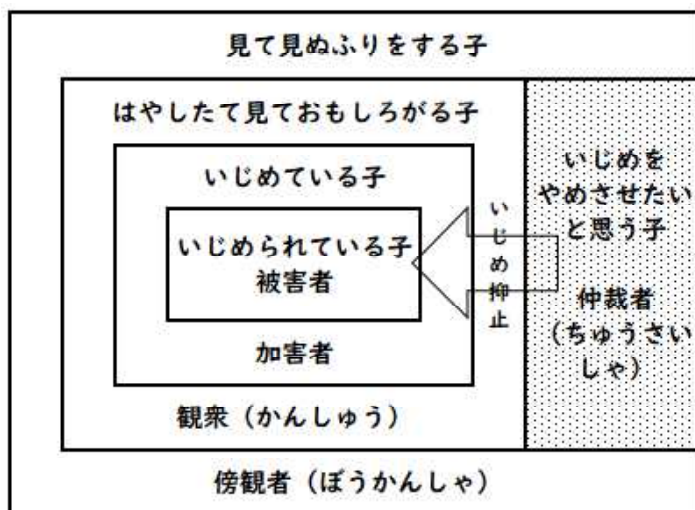 見て見ぬふりをする子
はやしたて見ておもしろがる子
いじめている子
いじめられている子
被害者
加害者
観衆（かんしゅう）
傍観者（ぼうかんしゃ）
いじめ抑止
いじめを
やめさせたい
と思う子
仲裁者
（ちゅうさい
しゃ）